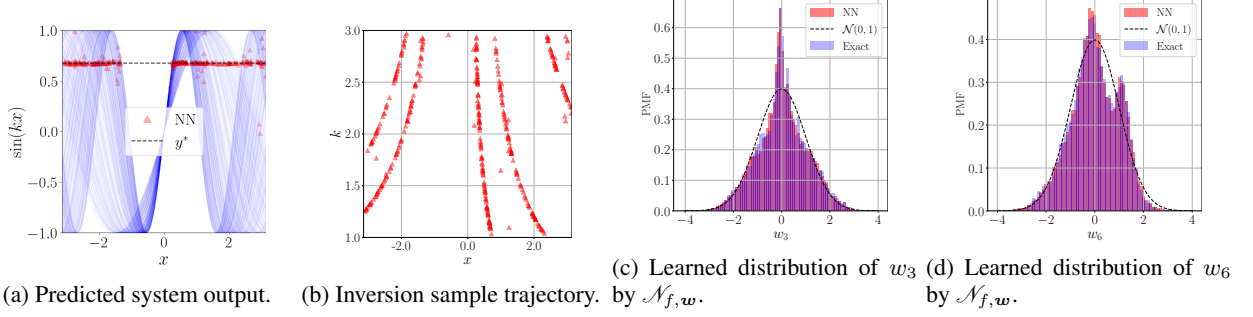 1.0
0.5
0.0
−0.5
−1.0
sin(kx)
NN
y*
−2
0
2
x
(a) Predicted system output.
3.0
2.5
2.0
1.5
1.0
k
-2.0
0.0
2.0
x
(b) Inversion sample trajectory.
0.6
0.5
0.4
0.3
0.2
0.1
0.0
PMF
NN
𝒩(0, 1)
Exact
−4
−2
0
2
4
w₃
(c) Learned distribution of w₃
by 𝒩f,w.
0.4
0.3
0.2
0.1
0.0
PMF
NN
𝒩(0, 1)
Exact
−4
−2
0
2
4
w₆
(d) Learned distribution of w₆
by 𝒩f,w.